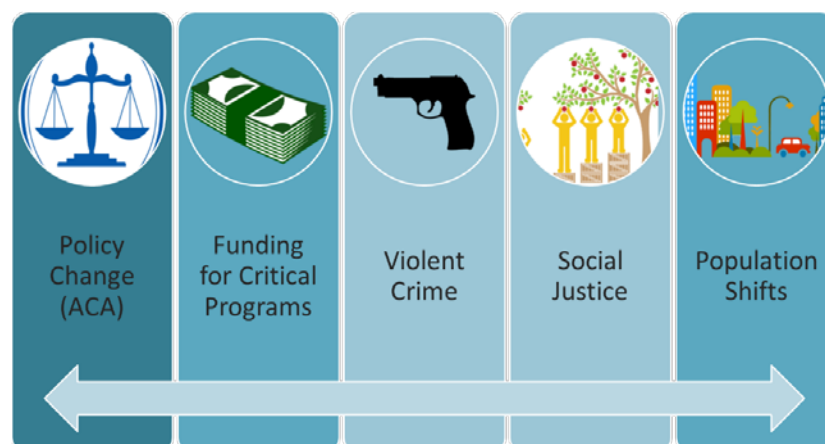 Policy
Change
(ACA)
Funding
for Critical
Programs
Violent
Crime
Social
Justice
Population
Shifts